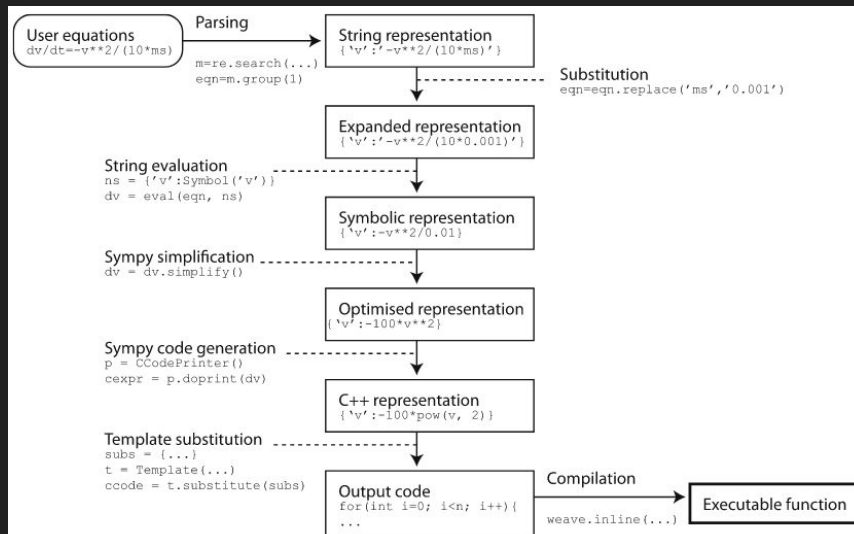 User equations
dv/dt=-v**2/(10*ms)
Parsing
m=re.search(...)
eqn=m.group(1)
String representation
{‵v′:′-v**2/(10*ms)′}
Substitution
eqn=eqn.replace(′ms′,′0.001′)
Expanded representation
{‵v′:′-v**2/(10*0.001)′}
String evaluation
ns = {′v′:Symbol(′v′)}
dv = eval(eqn, ns)
Symbolic representation
{‵v′:-v**2/0.01}
Sympy simplification
dv = dv.simplify()
Optimised representation
{‵v′:-100*v**2}
Sympy code generation
p = CCodePrinter()
cexpr = p.doprint(dv)
C++ representation
{‵v′:-100*pow(v, 2)}
Template substitution
subs = {...}
t = Template(...)
ccode = t.substitute(subs)
Output code
for(int i=0; i<n; i++){
...
Compilation
weave.inline(...)
Executable function